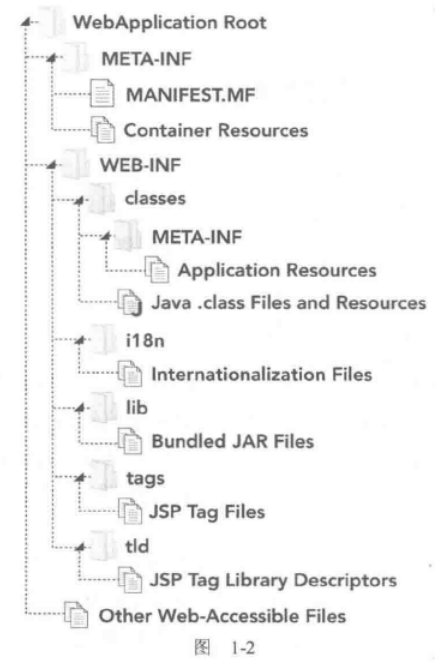 WebApplication Root
META-INF
MANIFEST.MF
Container Resources
WEB-INF
classes
META-INF
Application Resources
Java .class Files and Resources
i18n
Internationalization Files
lib
Bundled JAR Files
tags
JSP Tag Files
tld
JSP Tag Library Descriptors
Other Web-Accessible Files
图 1-2